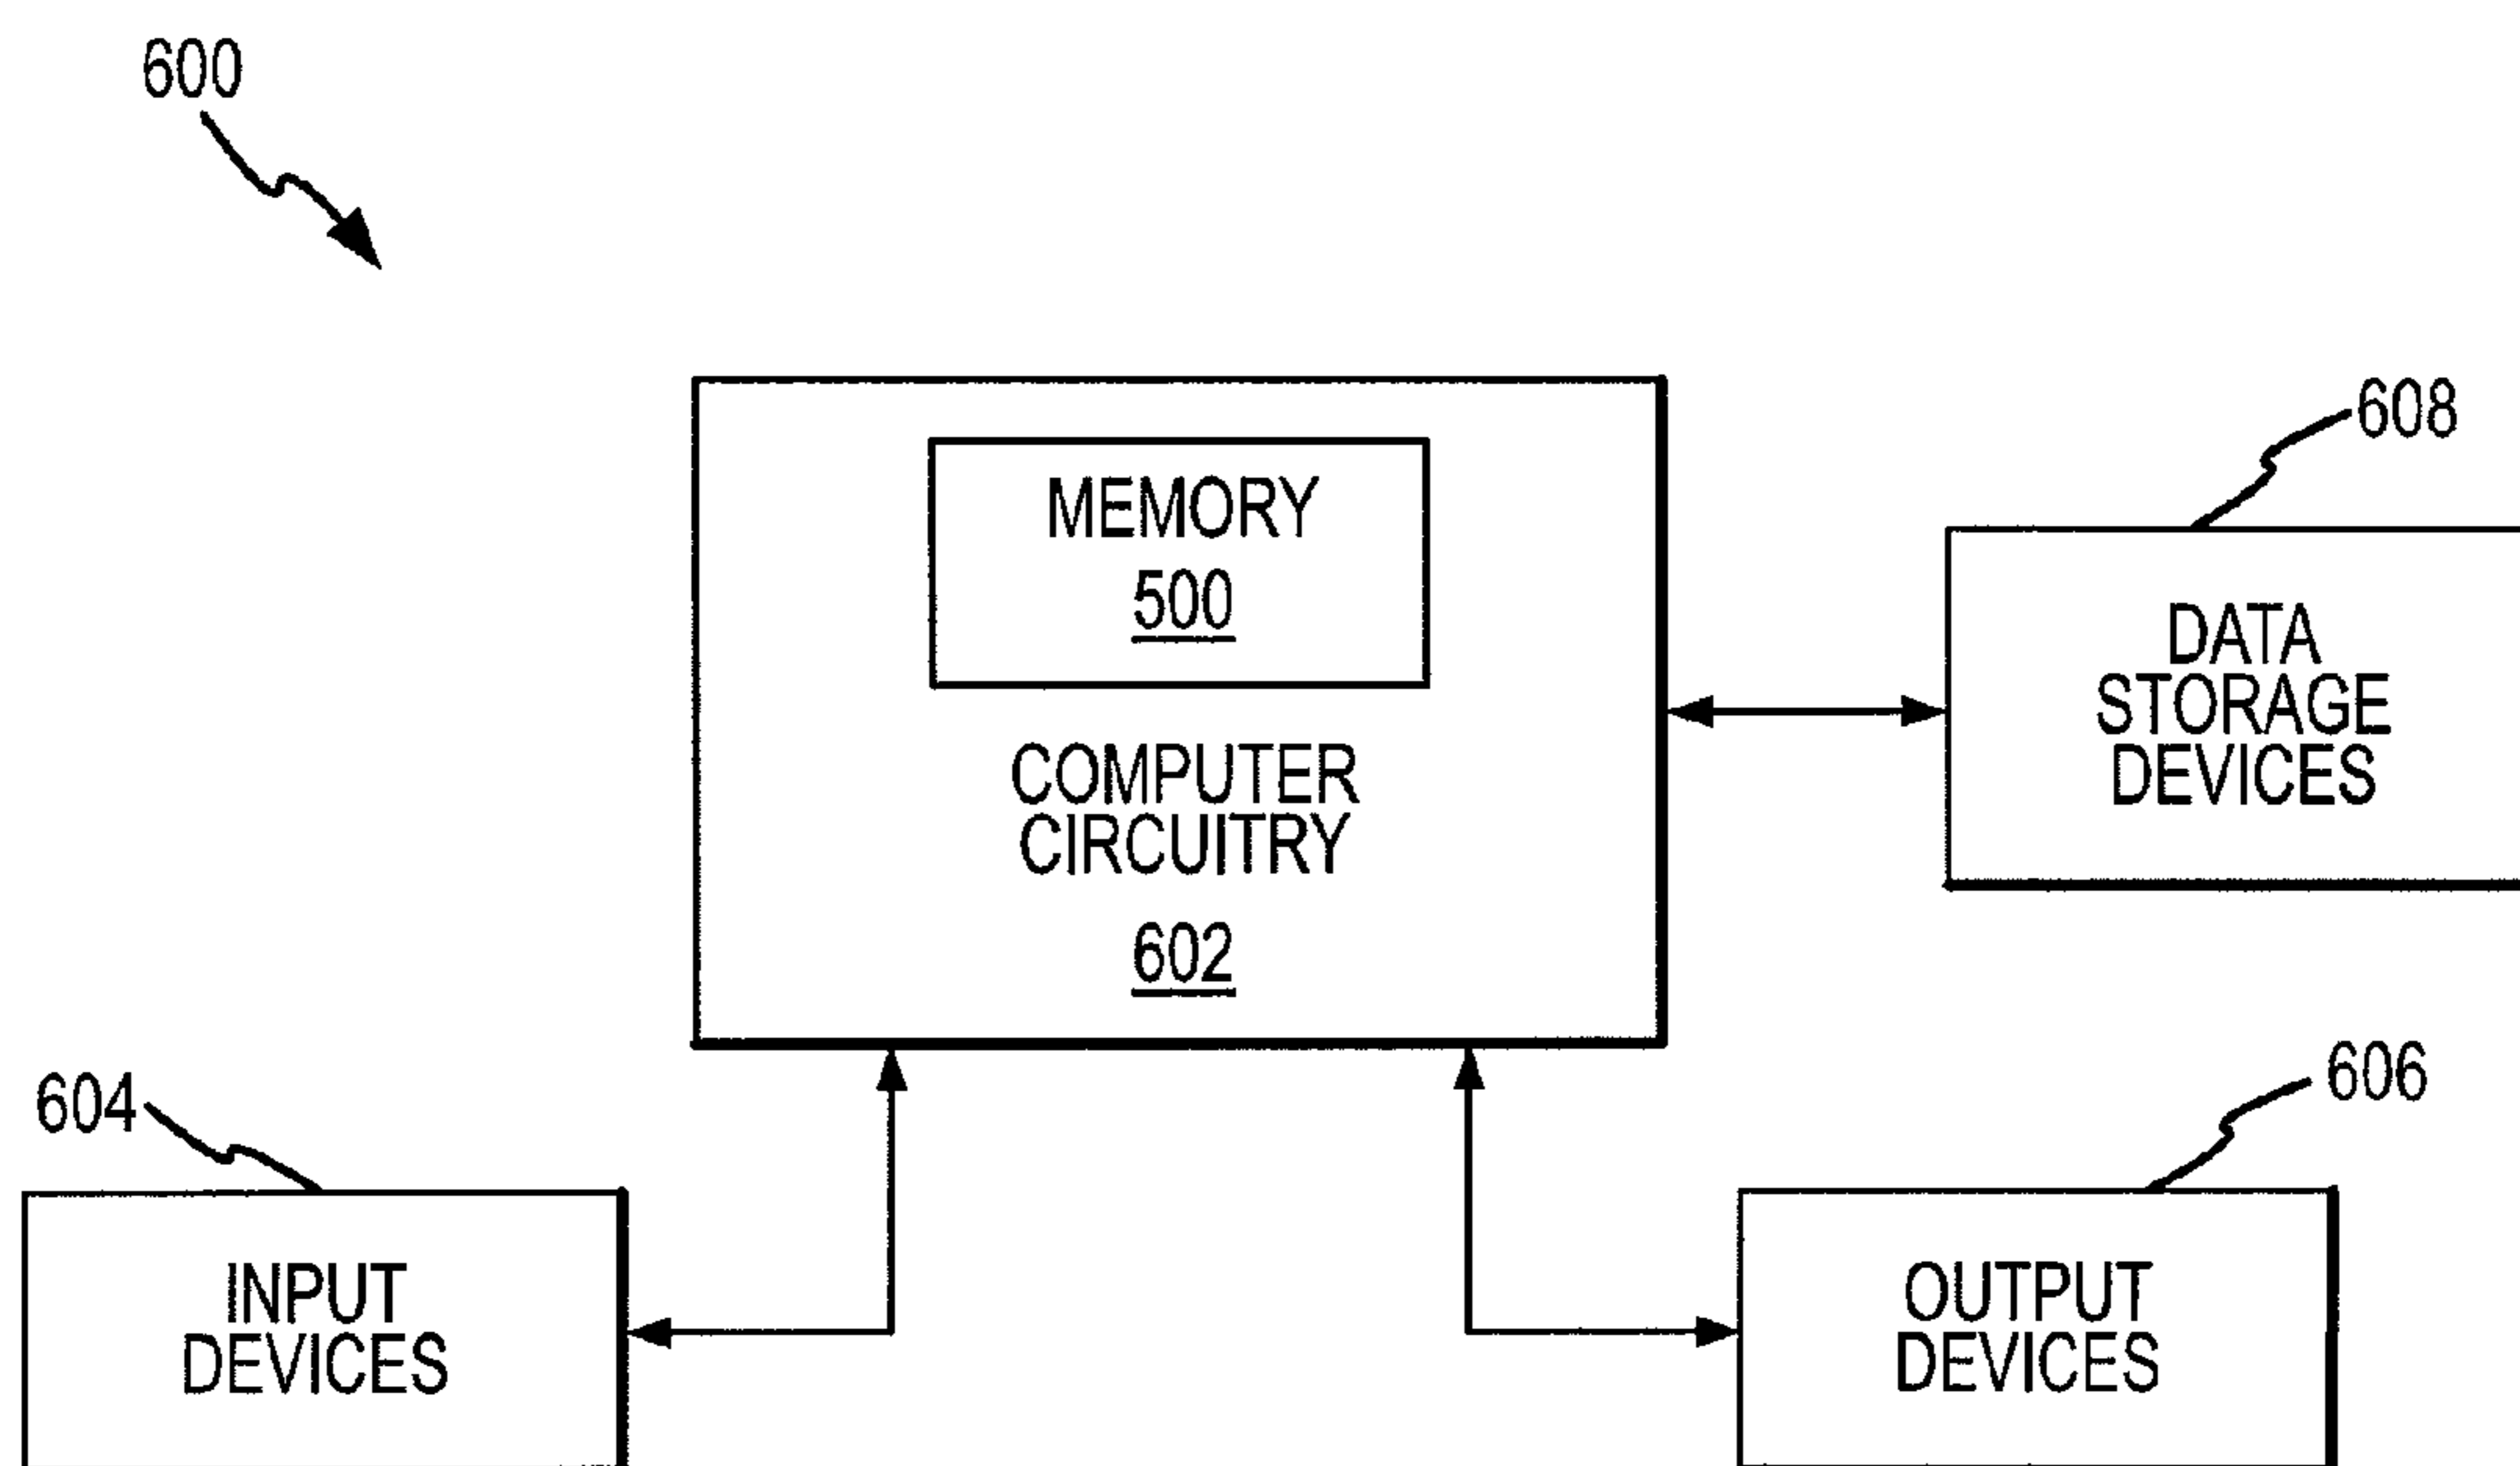 600
MEMORY
500
COMPUTER
CIRCUITRY
602
608
DATA
STORAGE
DEVICES
604
INPUT
DEVICES
606
OUTPUT
DEVICES